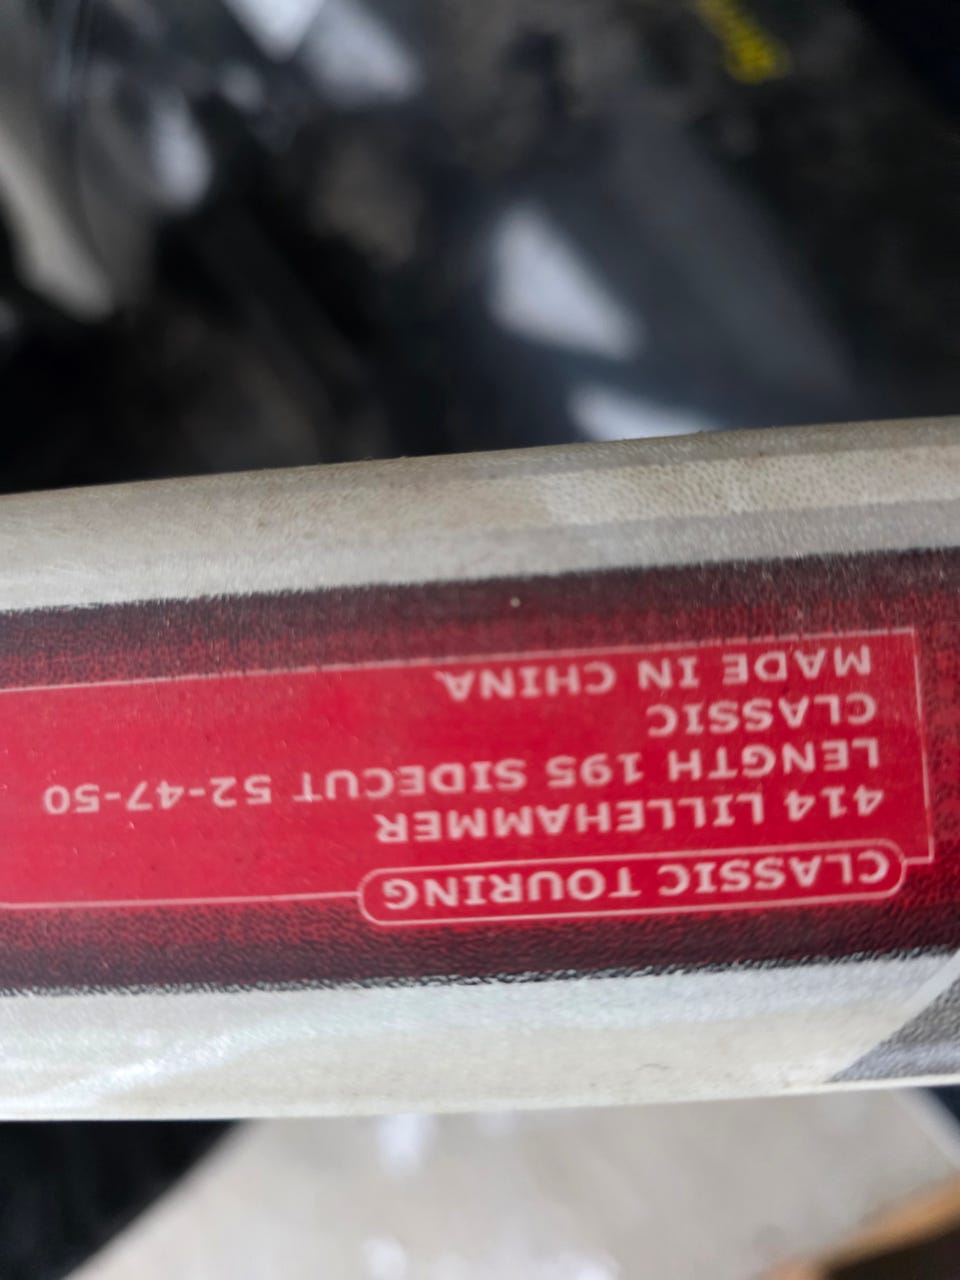 CLASSIC TOURING
414 LILLEHAMMER
LENGTH 195 SIDECUT 52-47-50
CLASSIC
MADE IN CHINA